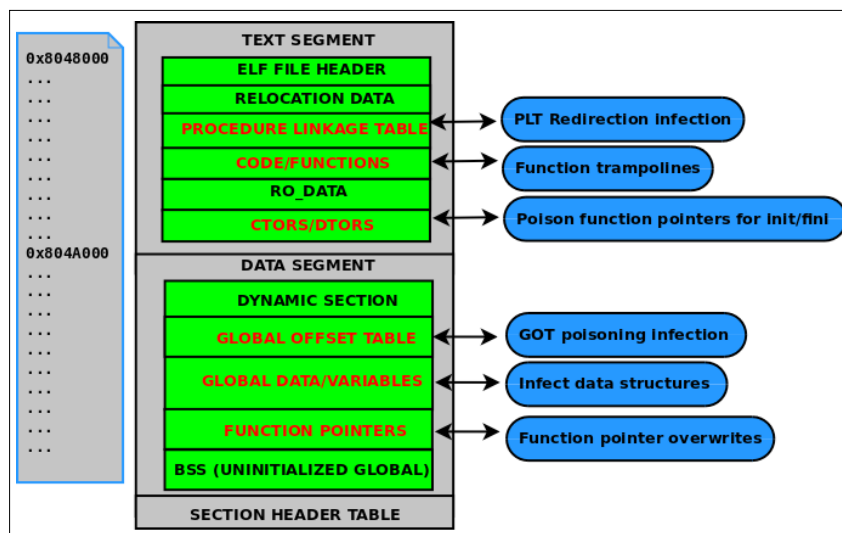 0x8048000
...
...
...
...
...
...
...
...
...
0x804A000
...
...
...
...
...
...
...
...
...
...
TEXT SEGMENT
ELF FILE HEADER
RELOCATION DATA
PROCEDURE LINKAGE TABLE
CODE/FUNCTIONS
RO_DATA
CTORS/DTORS
PLT Redirection infection
Function trampolines
Poison function pointers for init/fini
DATA SEGMENT
DYNAMIC SECTION
GLOBAL OFFSET TABLE
GLOBAL DATA/VARIABLES
FUNCTION POINTERS
BSS (UNINITIALIZED GLOBAL)
GOT poisoning infection
Infect data structures
Function pointer overwrites
SECTION HEADER TABLE